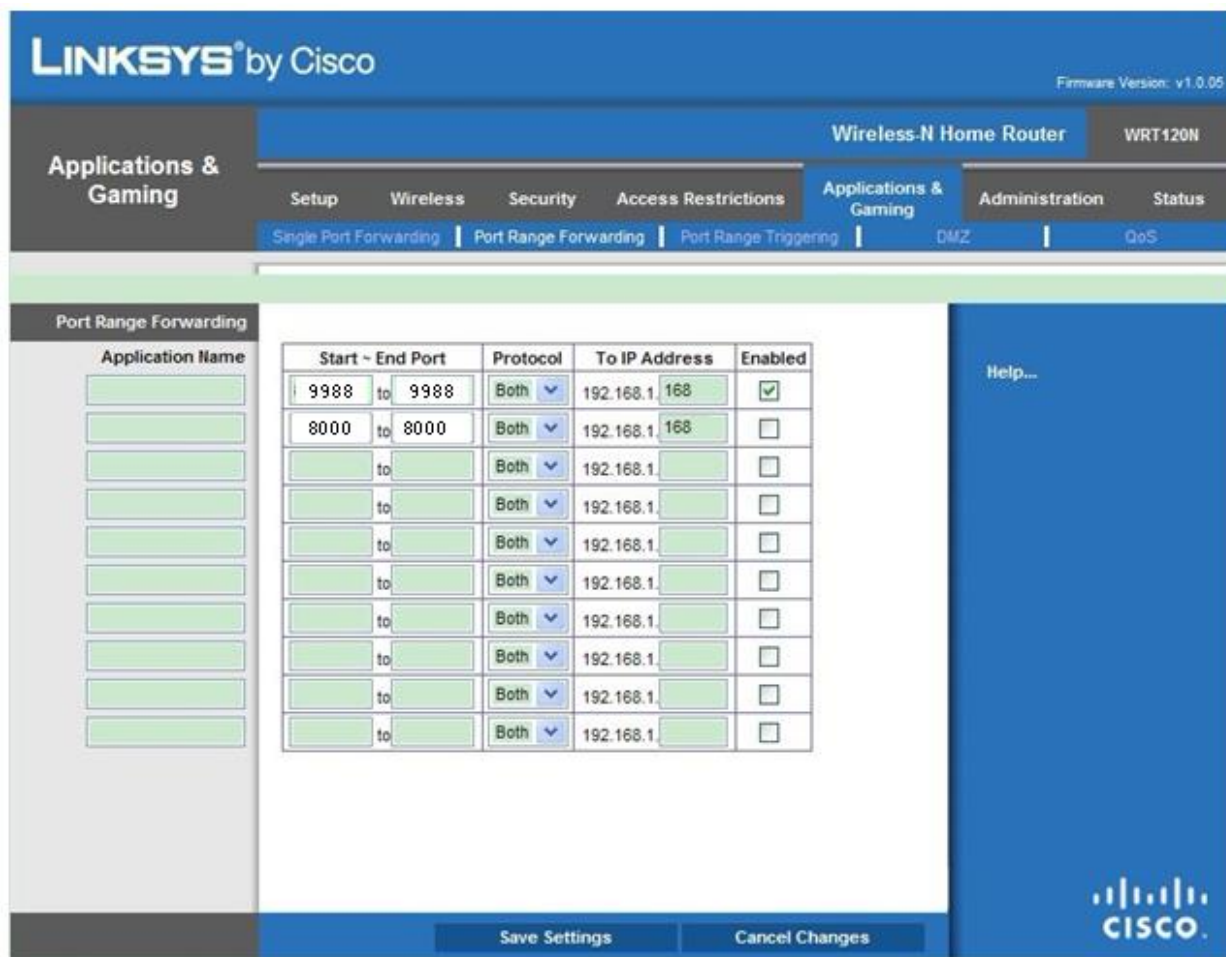 LINKSYS® by Cisco
Firmware Version: v1.0.05
Wireless-N Home Router WRT120N
Applications &
Gaming
Setup Wireless Security Access Restrictions Applications & Gaming Administration Status
Single Port Forwarding Port Range Forwarding Port Range Triggering DMZ QoS
Port Range Forwarding
Application Name Start ~ End Port Protocol To IP Address Enabled
Help...
9988 to 9988 Both 192.168.1. 168
8000 to 8000 Both 192.168.1. 168
to Both 192.168.1.
to Both 192.168.1.
to Both 192.168.1.
to Both 192.168.1.
to Both 192.168.1.
to Both 192.168.1.
to Both 192.168.1.
to Both 192.168.1.
Save Settings Cancel Changes
CISCO.